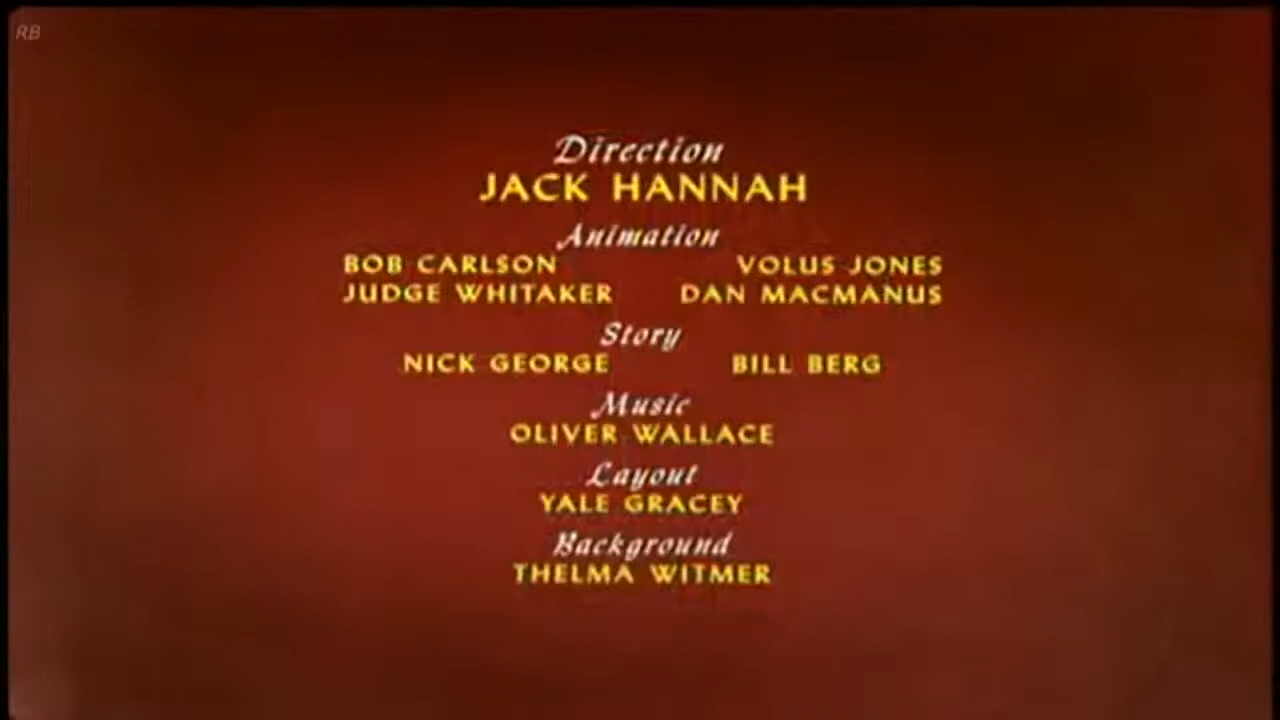 RB
Direction
JACK HANNAH
Animation
BOB CARLSON VOLUS JONES
JUDGE WHITAKER DAN MACMANUS
Story
NICK GEORGE BILL BERG
Music
OLIVER WALLACE
Layout
YALE GRACEY
Background
THELMA WITMER